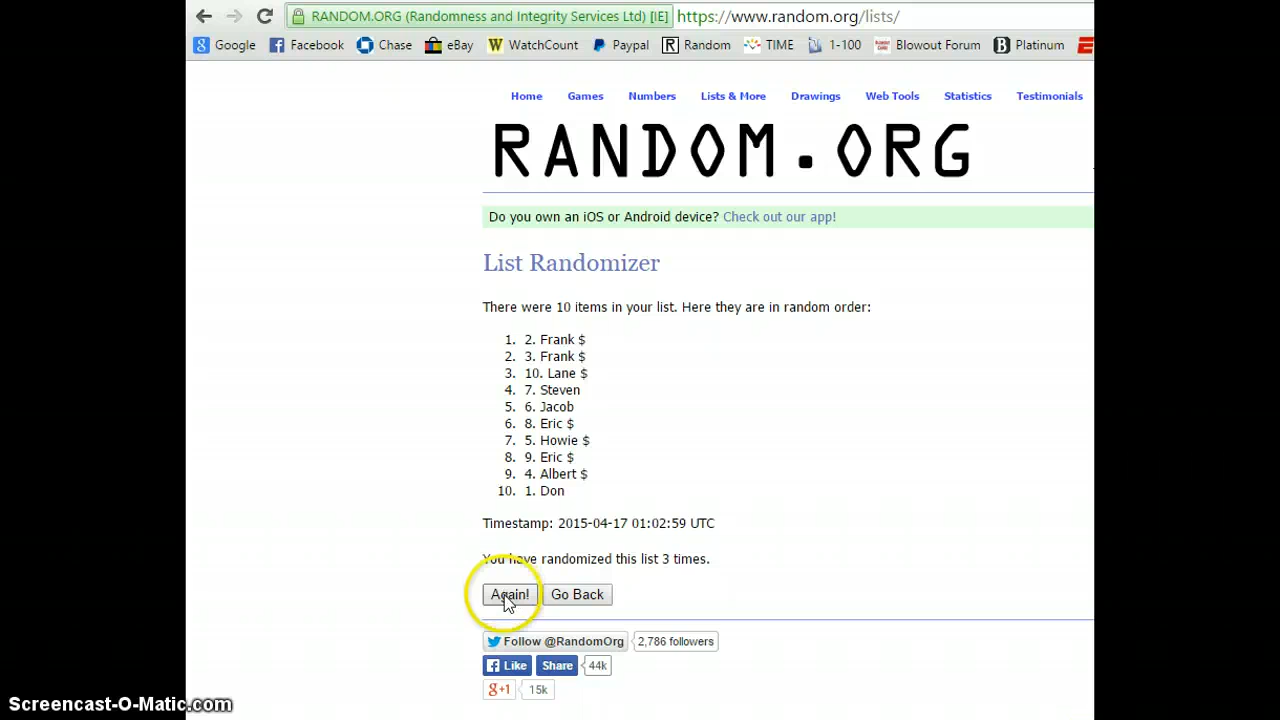 RANDOM.ORG (Randomness and Integrity Services Ltd) [IE] https://www.random.org/lists/
Google Facebook Chase eBay WatchCount Paypal Random TIME 1-100 Blowout Forum Platinum
Home Games Numbers Lists & More Drawings Web Tools Statistics Testimonials
RANDOM.ORG
Do you own an iOS or Android device? Check out our app!
List Randomizer
There were 10 items in your list. Here they are in random order:
1. 2. Frank $
2. 3. Frank $
3. 10. Lane $
4. 7. Steven
5. 6. Jacob
6. 8. Eric $
7. 5. Howie $
8. 9. Eric $
9. 4. Albert $
10. 1. Don
Timestamp: 2015-04-17 01:02:59 UTC
You have randomized this list 3 times.
Again! Go Back
Follow @RandomOrg 2,786 followers
Like Share 44k
g+1 15k
Screencast-O-Matic.com